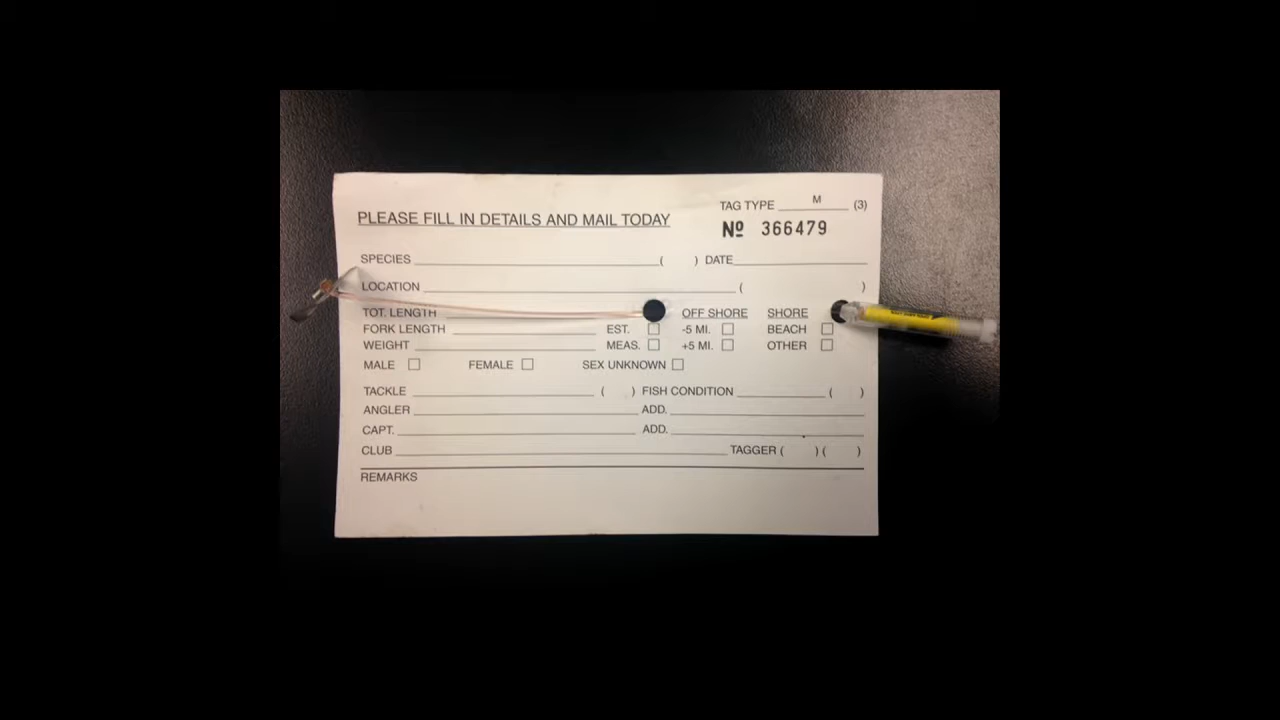 TAG TYPE M (3)
PLEASE FILL IN DETAILS AND MAIL TODAY
Nº 366479
SPECIES ( ) DATE
LOCATION ( )
TOT. LENGTH OFF SHORE SHORE
FORK LENGTH EST. -5 MI. BEACH
WEIGHT MEAS. +5 MI. OTHER
MALE FEMALE SEX UNKNOWN
TACKLE ( ) FISH CONDITION ( )
ANGLER ADD.
CAPT. ADD.
CLUB TAGGER ( ) ( )
REMARKS